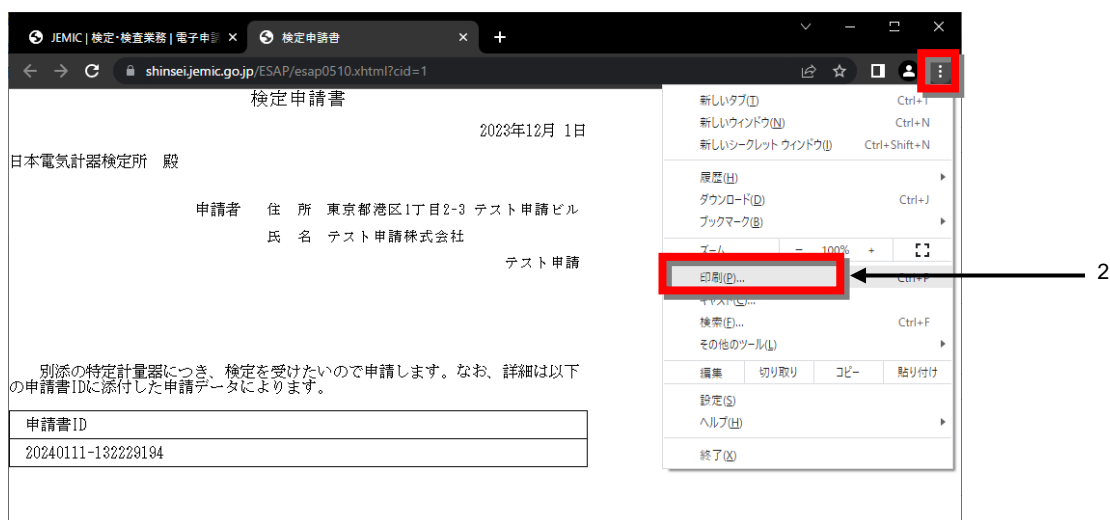 JEMIC | 検定・検査業務 | 電子申請
検定申請書
shinsei.jemic.go.jp/ESAP/esap0510.xhtml?cid=1
検定申請書
2023年12月 1日
日本電気計器検定所 殿
申請者 住 所 東京都港区1丁目2-3 テスト申請ビル
氏 名 テスト申請株式会社
テスト申請
別添の特定計量器につき、検定を受けたいので申請します。なお、詳細は以下
の申請書IDに添付した申請データによります。
申請書ID
20240111-132229194
新しいタブ(T) Ctrl+T
新しいウィンドウ(N) Ctrl+N
新しいシークレット ウィンドウ(I) Ctrl+Shift+N
履歴(H)
ダウンロード(D) Ctrl+J
ブックマーク(B)
ズーム － 100% +
印刷(P)... Ctrl+P
キャスト(C)...
検索(F)... Ctrl+F
その他のツール(L)
編集 切り取り コピー 貼り付け
設定(S)
ヘルプ(H)
終了(X)
2